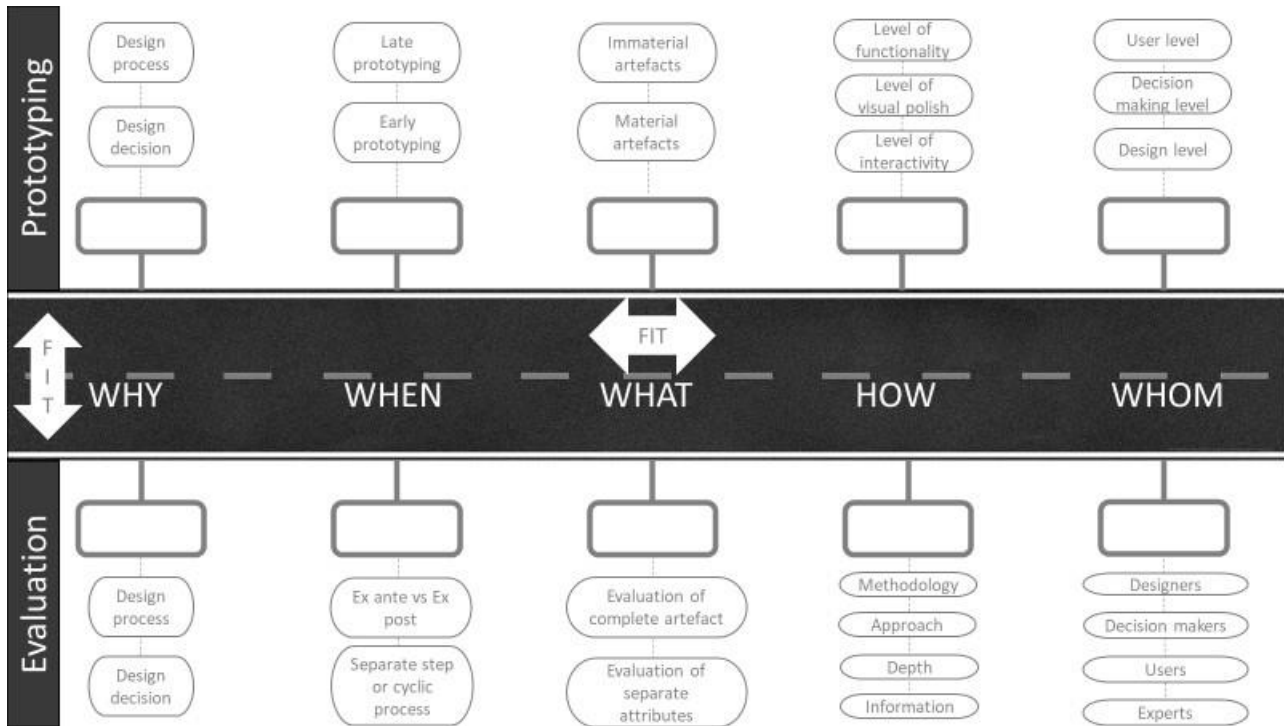 Prototyping
Design
process
Design
decision
Late
prototyping
Early
prototyping
Immaterial
artefacts
Material
artefacts
Level of
functionality
Level of
visual polish
Level of
interactivity
User level
Decision
making level
Design level
F
I
T
FIT
WHY
WHEN
WHAT
HOW
WHOM
Evaluation
Design
process
Design
decision
Ex ante vs Ex
post
Separate step
or cyclic
process
Evaluation of
complete artefact
Evaluation of
separate
attributes
Methodology
Approach
Depth
Information
Designers
Decision makers
Users
Experts